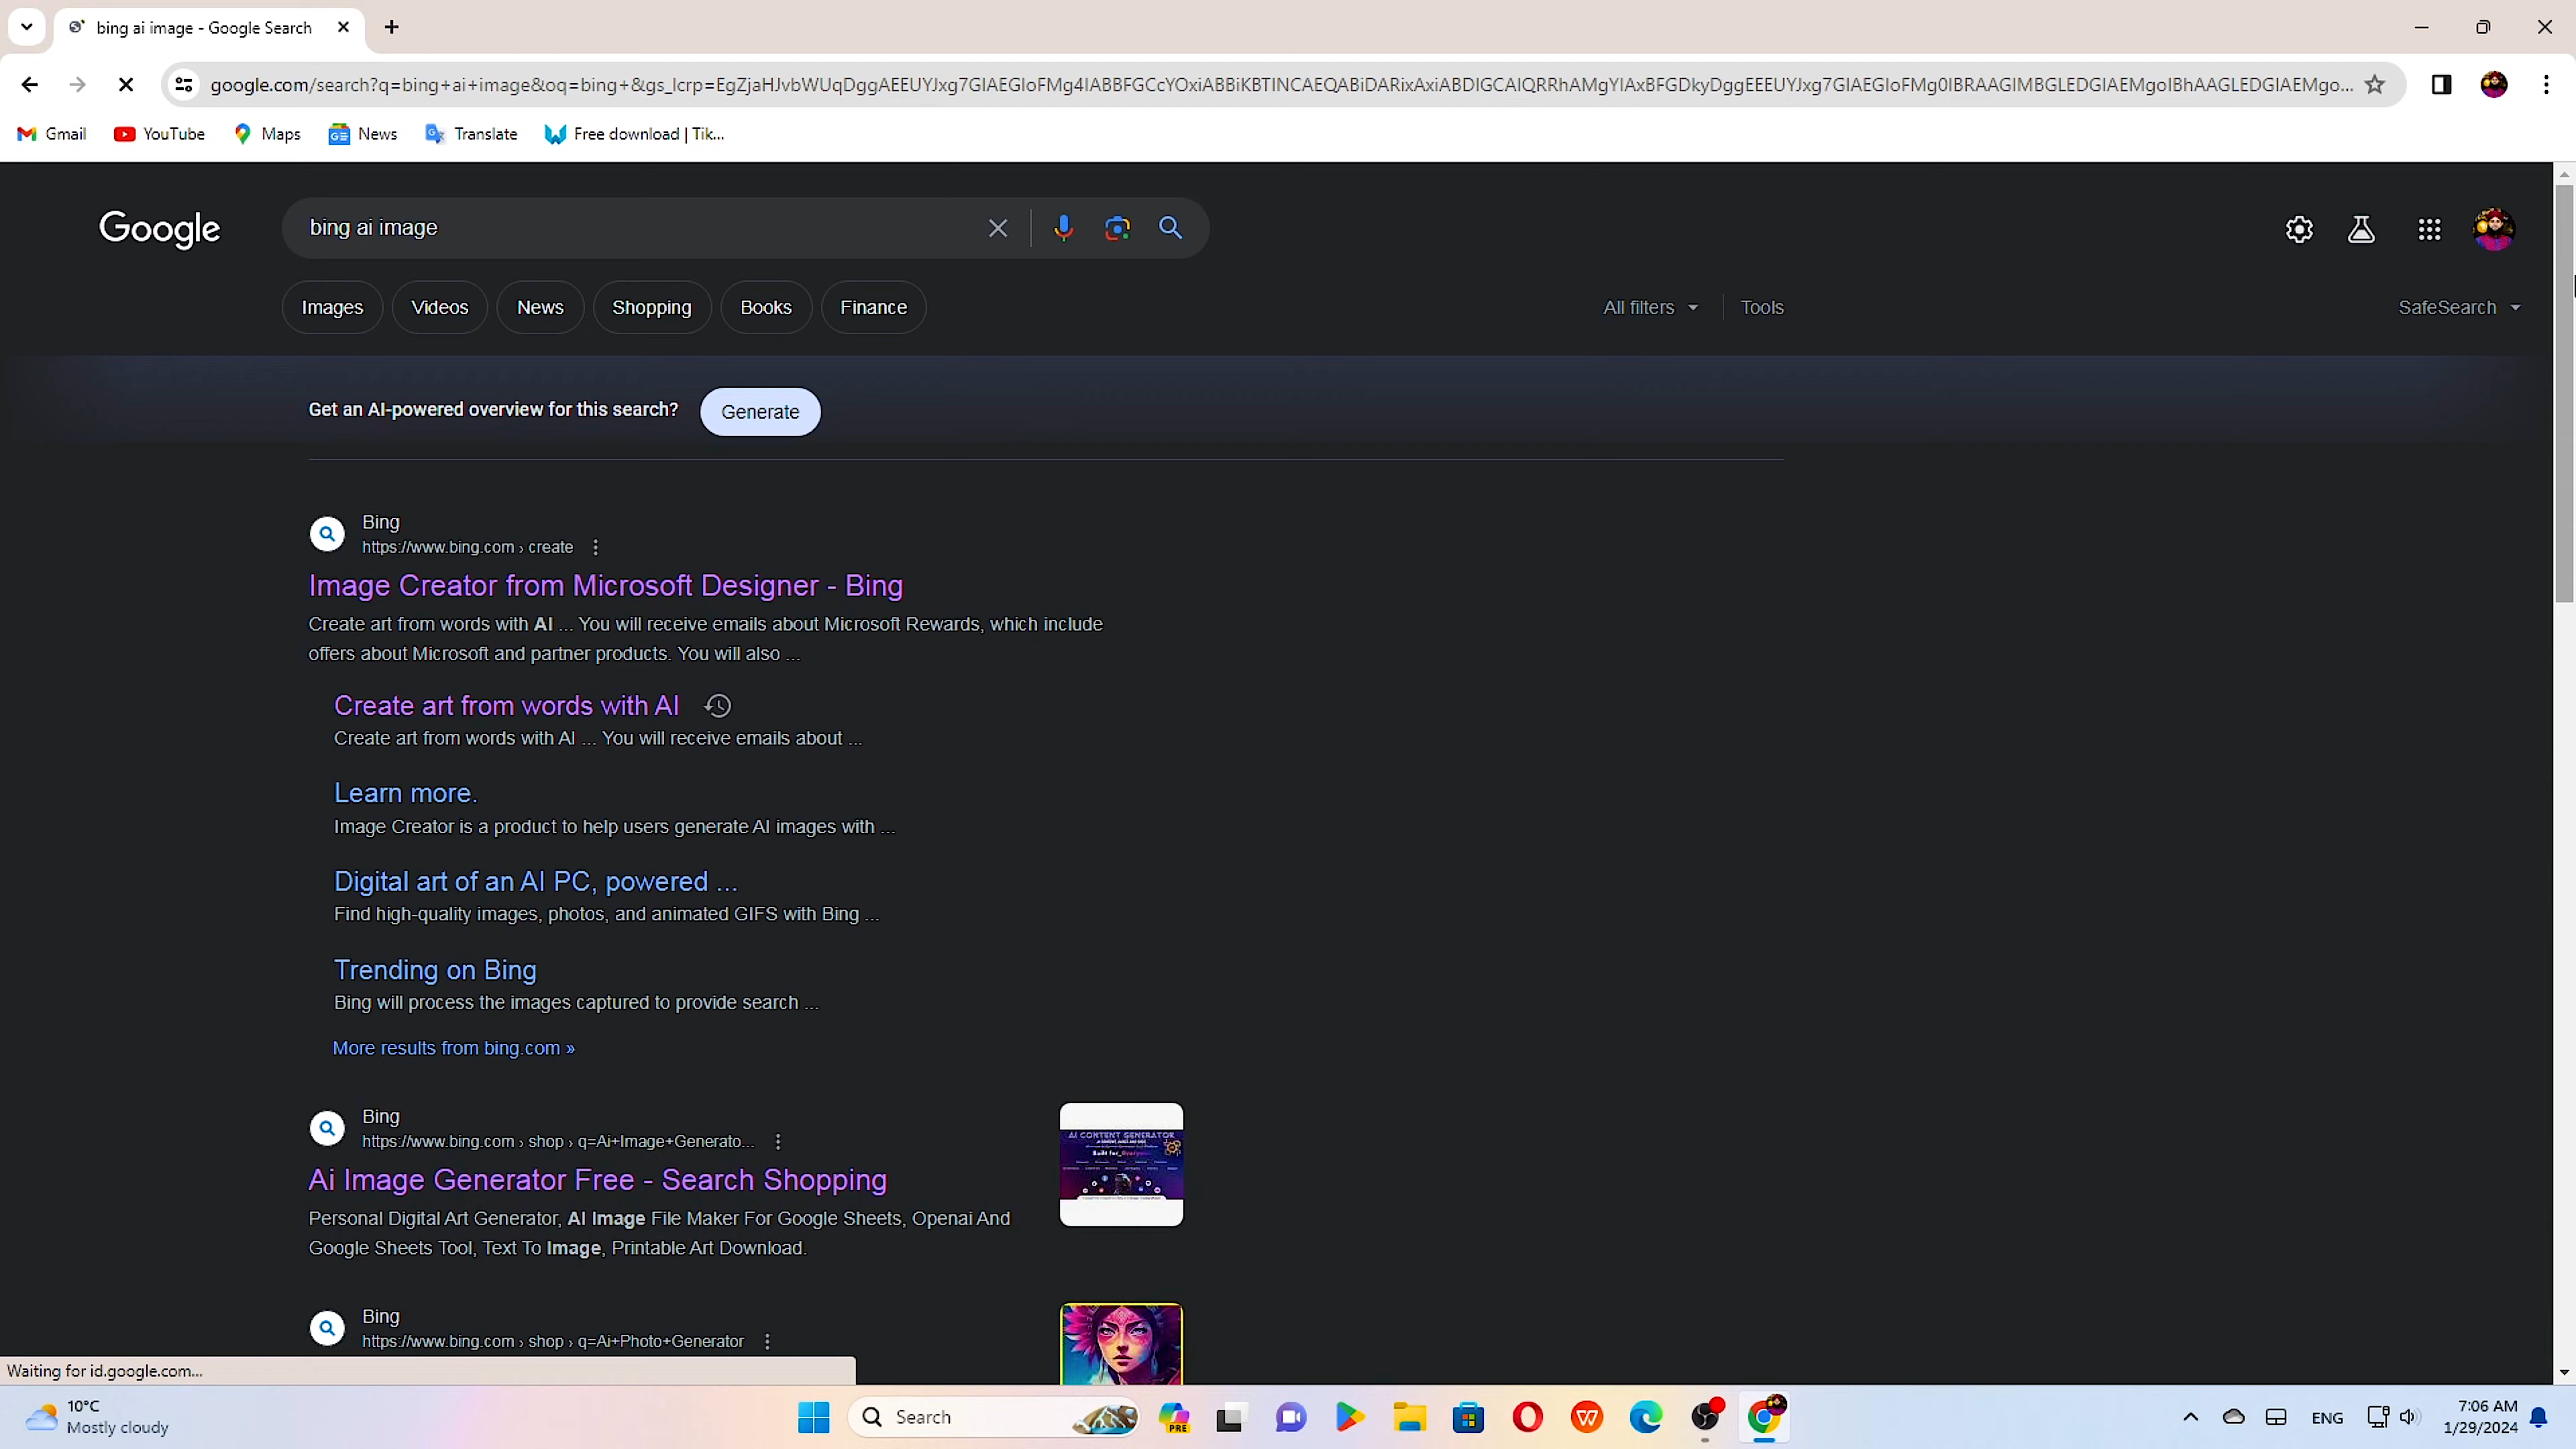 bing ai image - Google Search
google.com/search?q=bing+ai+image&oq=bing+&gs_lcrp=EgZjaHJvbWUqDggAEEUYJxg7GIAEGIoFMg4IABBFGCcYOxiABBiKBTINCAEQABiDARixAxiABDIGCAIQRRhAMgYIAxBFGDkyDggEEEUYJxg7GIAEGIoFMg0IBRAAGIMBGLEDGIAEMgoIBhAAGLEDGIAEMgo...
Gmail YouTube Maps News Translate Free download | Tik...
Google bing ai image
Images Videos News Shopping Books Finance All filters Tools SafeSearch
Get an AI-powered overview for this search? Generate
Bing
https://www.bing.com › create
Image Creator from Microsoft Designer - Bing
Create art from words with AI ... You will receive emails about Microsoft Rewards, which include
offers about Microsoft and partner products. You will also ...
Create art from words with AI
Create art from words with AI ... You will receive emails about ...
Learn more.
Image Creator is a product to help users generate AI images with ...
Digital art of an AI PC, powered ...
Find high-quality images, photos, and animated GIFS with Bing ...
Trending on Bing
Bing will process the images captured to provide search ...
More results from bing.com »
Bing
https://www.bing.com › shop › q=Ai+Image+Generato...
Ai Image Generator Free - Search Shopping
Personal Digital Art Generator, AI Image File Maker For Google Sheets, Openai And
Google Sheets Tool, Text To Image, Printable Art Download.
AI CONTENT GENERATOR
Bing
https://www.bing.com › shop › q=Ai+Photo+Generator
Waiting for id.google.com...
10°C
Mostly cloudy
Search
PRE
ENG
7:06 AM
1/29/2024